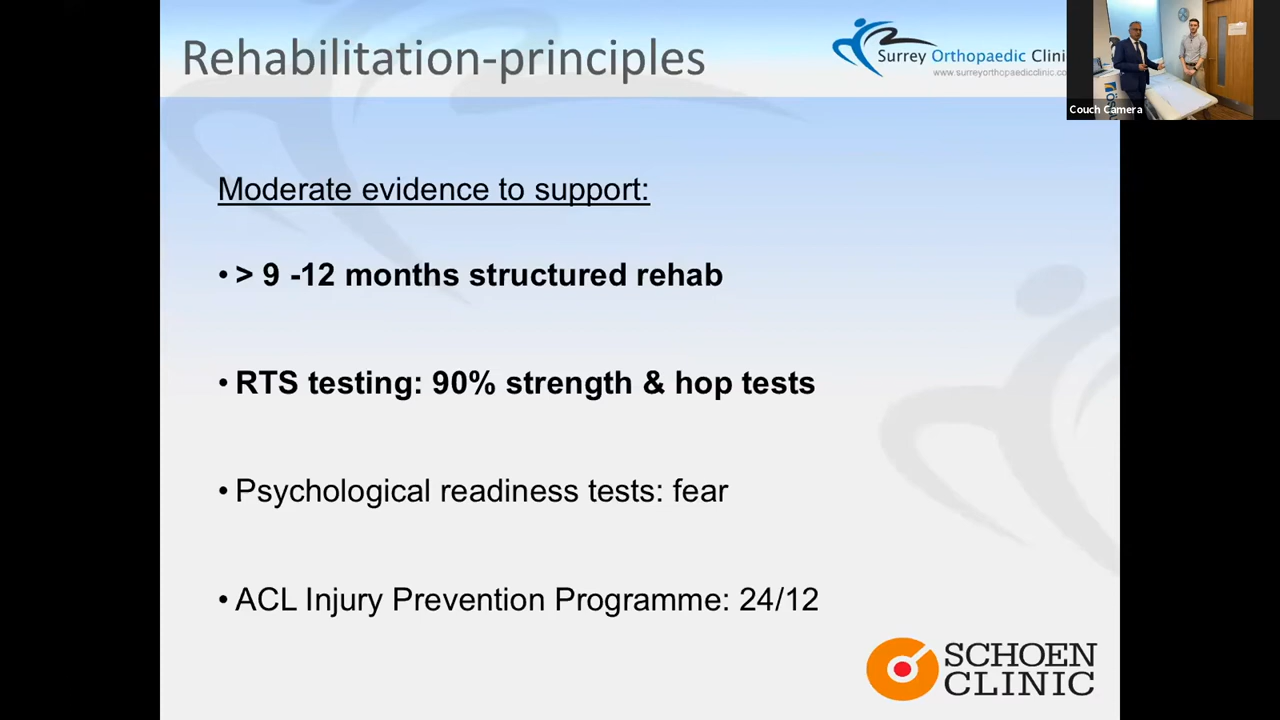 Rehabilitation-principles
Surrey Orthopaedic Clini
www.surreyorthopaedicclinic.co
Couch Camera
Moderate evidence to support:
• > 9 -12 months structured rehab
• RTS testing: 90% strength & hop tests
• Psychological readiness tests: fear
• ACL Injury Prevention Programme: 24/12
SCHOEN
CLINIC